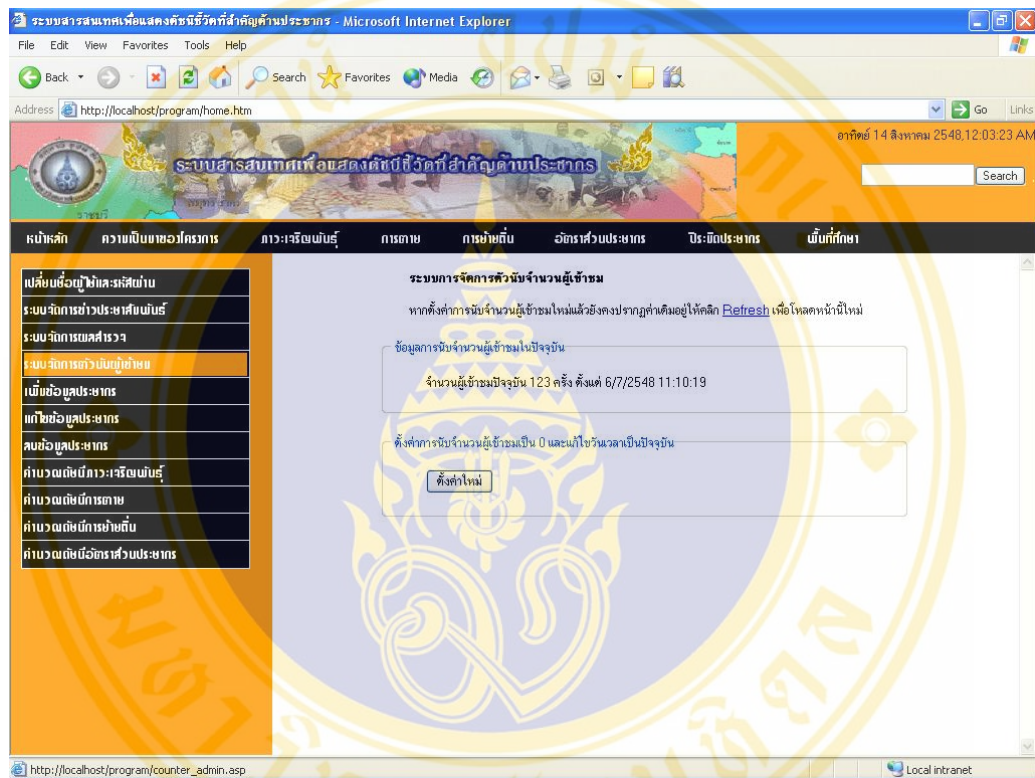 ระบบสารสนเทศเพื่อแสดงดัชนีชี้วัดที่สำคัญด้านประชากร - Microsoft Internet Explorer
File Edit View Favorites Tools Help
Back Search Favorites Media
Address http://localhost/program/home.htm Go Links
อาทิตย์ 14 สิงหาคม 2548,12:03:23 AM
ระบบสารสนเทศเพื่อแสดงดัชนีชี้วัดที่สำคัญด้านประชากร
Search
ราชบุรี
หน้าหลัก ความเป็นมาของโครงการ ภาวะเจริญพันธุ์ การตาย การย้ายถิ่น อัตราส่วนประชากร ปิระมิดประชากร พื้นที่ศึกษา
เปลี่ยนชื่อผู้ใช้และรหัสผ่าน
ระบบจัดการข่าวประชาสัมพันธ์
ระบบจัดการผลสำรวจ
ระบบจัดการตัวนับผู้เข้าชม
เพิ่มข้อมูลประชากร
แก้ไขข้อมูลประชากร
ลบข้อมูลประชากร
คำนวณดัชนีภาวะเจริญพันธุ์
คำนวณดัชนีการตาย
คำนวณดัชนีการย้ายถิ่น
คำนวณดัชนีอัตราส่วนประชากร
ระบบการจัดการตัวนับจำนวนผู้เข้าชม
หากตั้งค่าการนับจำนวนผู้เข้าชมใหม่แล้วยังคงปรากฏค่าเดิมอยู่ให้คลิก Refresh เพื่อโหลดหน้านี้ใหม่
ข้อมูลการนับจำนวนผู้เข้าชมในปัจจุบัน
จำนวนผู้เข้าชมปัจจุบัน 123 ครั้ง ตั้งแต่ 6/7/2548 11:10:19
ตั้งค่าการนับจำนวนผู้เข้าชมเป็น 0 และแก้ไขวันเวลาเป็นปัจจุบัน
ตั้งค่าใหม่
http://localhost/program/counter_admin.asp
Local intranet